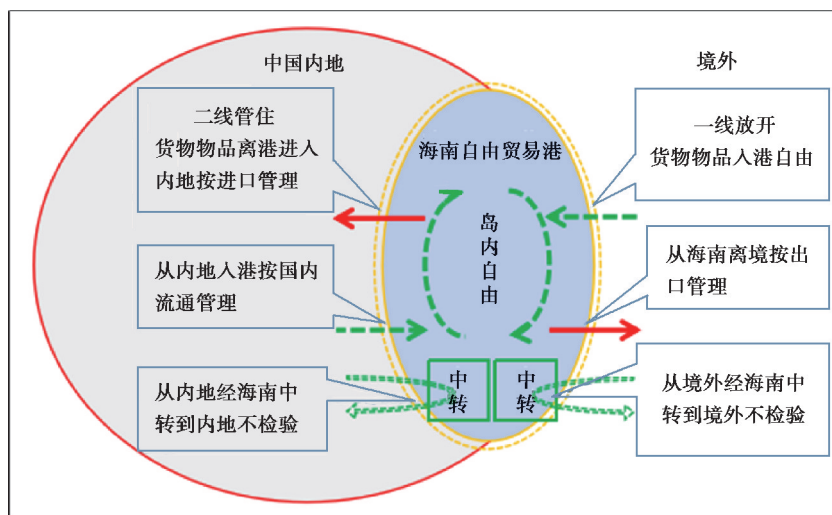 中国内地
境外
二线管住
货物物品离港进入
内地按进口管理
海南自由贸易港
一线放开
货物物品入港自由
岛内自由
从内地入港按国内
流通管理
从海南离境按出
口管理
从内地经海南中
转到内地不检验
中转
中转
从境外经海南中
转到境外不检验